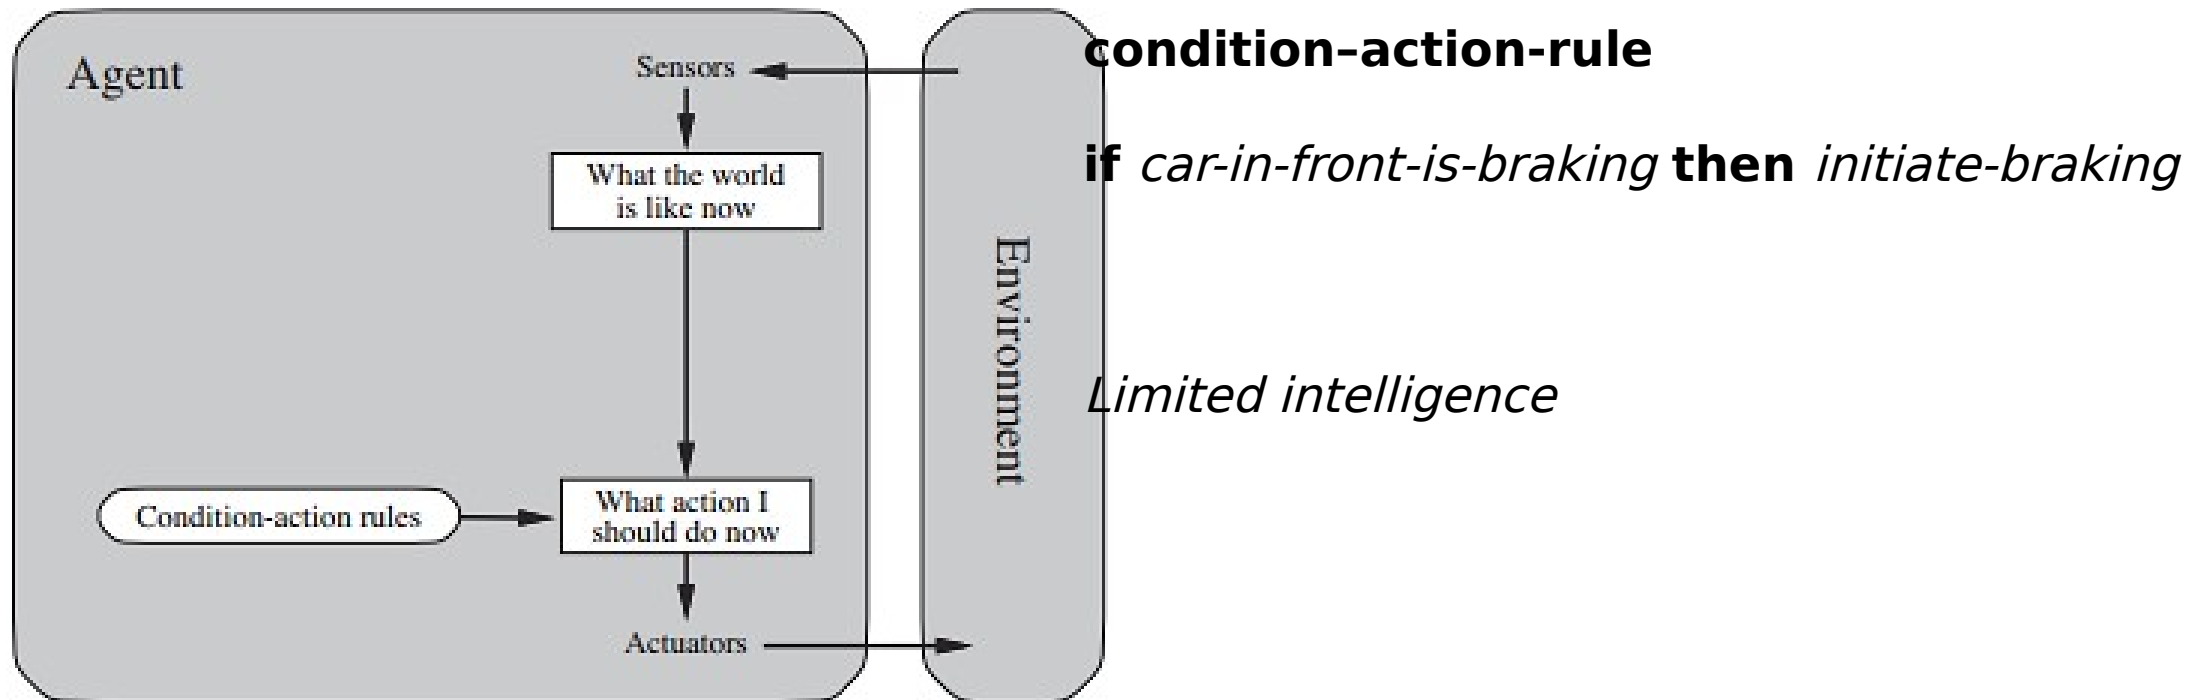 Agent
Sensors
What the world
is like now
Condition-action rules
What action I
should do now
Actuators
Environment
condition–action-rule
if car-in-front-is-braking then initiate-braking
Limited intelligence